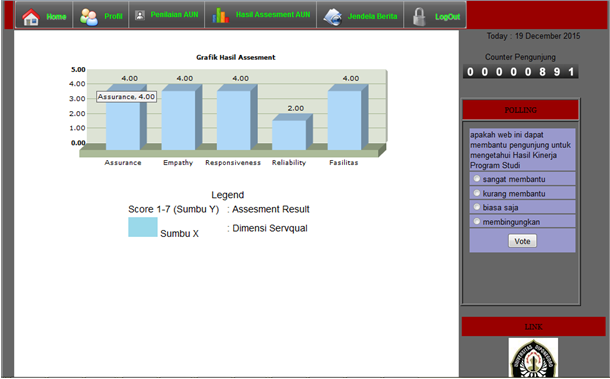 Home Profil Penilaian AUN Hasil Assesment AUN Jendela Berita LogOut
Today : 19 December 2015
Counter Pengunjung
00000891
Grafik Hasil Assesment
5.00
4.00
3.00
2.00
1.00
0.00
4.00 4.00 4.00 2.00 4.00
Assurance, 4.00
Assurance Empathy Responsiveness Reliability Fasilitas
Legend
Score 1-7 (Sumbu Y) : Assesment Result
Sumbu X : Dimensi Servqual
POLLING
apakah web ini dapat
membantu pengunjung untuk
mengetahui Hasil Kinerja
Program Studi
sangat membantu
kurang membantu
biasa saja
membingungkan
Vote
LINK